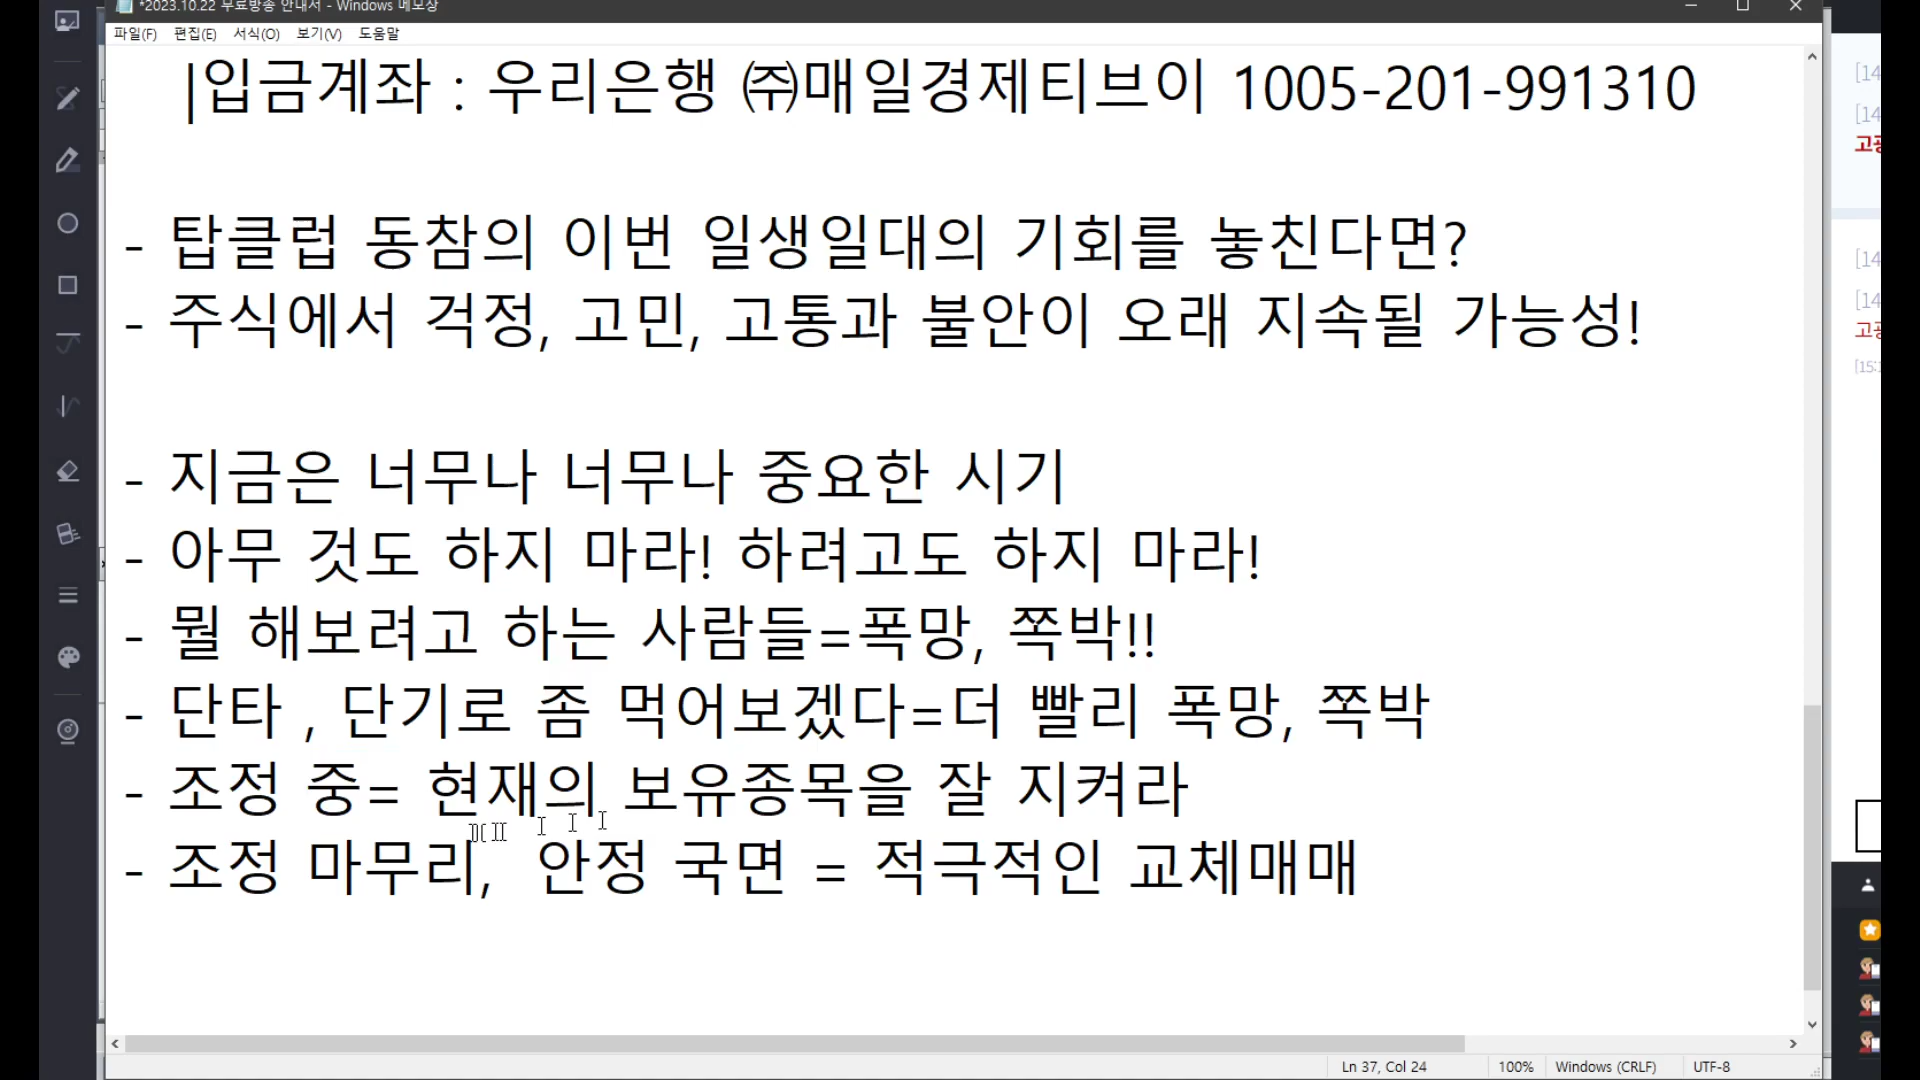 *2023.10.22 무료방송 안내서 - Windows 메모장
파일(F) 편집(E) 서식(O) 보기(V) 도움말
입금계좌 : 우리은행 ㈜매일경제티브이 1005-201-991310
- 탑클럽 동참의 이번 일생일대의 기회를 놓친다면?
- 주식에서 걱정, 고민, 고통과 불안이 오래 지속될 가능성!
- 지금은 너무나 너무나 중요한 시기
- 아무 것도 하지 마라! 하려고도 하지 마라!
- 뭘 해보려고 하는 사람들=폭망, 쪽박!!
- 단타 , 단기로 좀 먹어보겠다=더 빨리 폭망, 쪽박
- 조정 중= 현재의 보유종목을 잘 지켜라
- 조정 마무리,  안정 국면 = 적극적인 교체매매
Ln 37, Col 24 100% Windows (CRLF) UTF-8
[14
[14
[14
[14
[15: